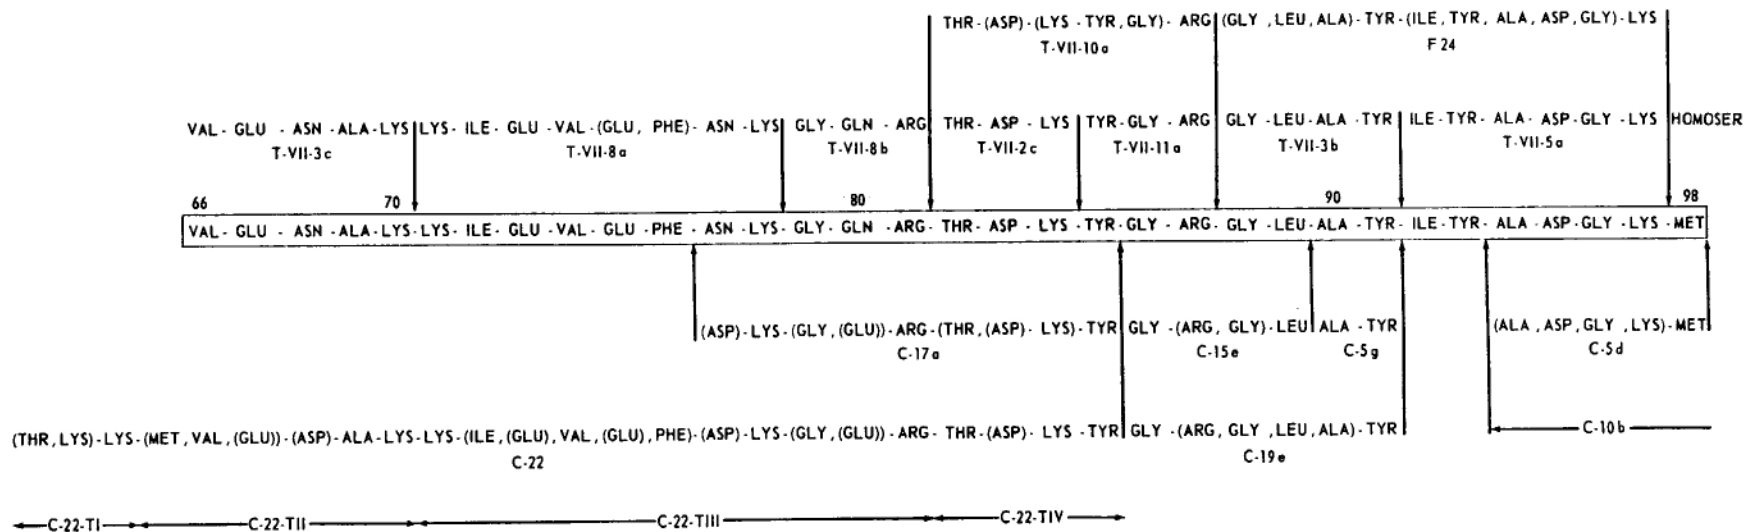 THR-(ASP)-(LYS-TYR,GLY)-ARG (GLY,LEU,ALA)-TYR-(ILE,TYR,ALA,ASP,GLY)-LYS
T-VII-10a F24
VAL-GLU-ASN-ALA-LYS LYS-ILE-GLU-VAL-(GLU,PHE)-ASN-LYS GLY-GLN-ARG THR-ASP-LYS TYR-GLY-ARG GLY-LEU-ALA-TYR ILE-TYR-ALA-ASP-GLY-LYS HOMOSER
T-VII-3c T-VII-8a T-VII-8b T-VII-2c T-VII-11a T-VII-3b T-VII-5a
66 70 80 90 98
VAL-GLU-ASN-ALA-LYS-LYS-ILE-GLU-VAL-GLU-PHE-ASN-LYS-GLY-GLN-ARG-THR-ASP-LYS-TYR-GLY-ARG-GLY-LEU-ALA-TYR-ILE-TYR-ALA-ASP-GLY-LYS-MET
(ASP)-LYS-(GLY,(GLU))-ARG-(THR,(ASP)-LYS)-TYR GLY-(ARG,GLY)-LEU ALA-TYR (ALA,ASP,GLY,LYS)-MET
C-17a C-15e C-5g C-5d
(THR,LYS)-LYS-(MET,VAL,(GLU))-(ASP)-ALA-LYS-LYS-(ILE,(GLU),VAL,(GLU),PHE)-(ASP)-LYS-(GLY,(GLU))-ARG-THR-(ASP)-LYS-TYR GLY-(ARG,GLY,LEU,ALA)-TYR C-10b
C-22 C-19e
C-22-TI C-22-TII C-22-TIII C-22-TIV